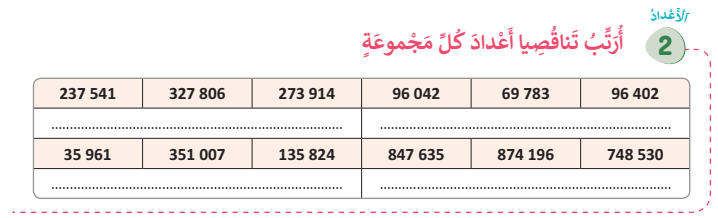 اَلْأَعْدادُ
2 أُرَتِّبُ تَناقُصِيا أَعْدادَ كُلِّ مَجْموعَةٍ
237 541 327 806 273 914 96 042 69 783 96 402
.................................................................... ....................................................................
35 961 351 007 135 824 847 635 874 196 748 530
.................................................................... ....................................................................